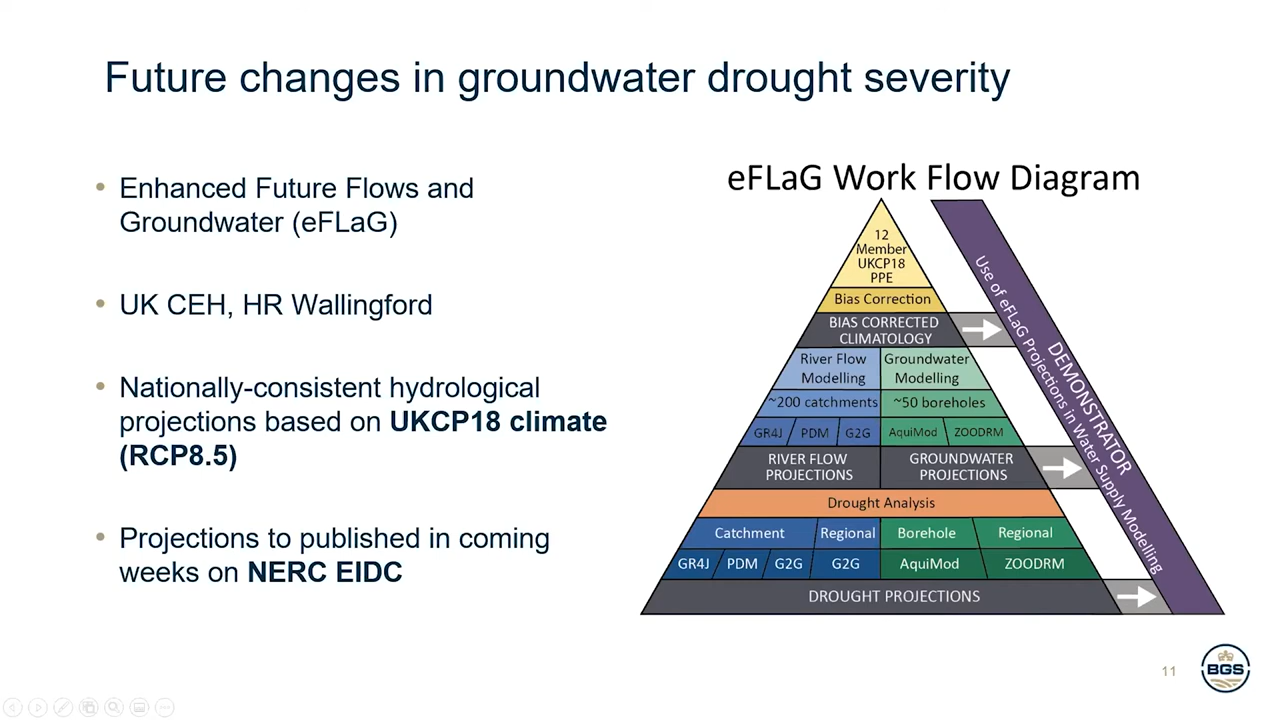 Future changes in groundwater drought severity
• Enhanced Future Flows and
Groundwater (eFLaG)
• UK CEH, HR Wallingford
• Nationally-consistent hydrological
projections based on UKCP18 climate
(RCP8.5)
• Projections to published in coming
weeks on NERC EIDC
eFLaG Work Flow Diagram
12
Member
UKCP18
PPE
Bias Correction
BIAS CORRECTED
CLIMATOLOGY
River Flow
Modelling
Groundwater
Modelling
~200 catchments
~50 boreholes
GR4J PDM G2G
AquiMod ZOODRM
RIVER FLOW
PROJECTIONS
GROUNDWATER
PROJECTIONS
Drought Analysis
Catchment Regional Borehole Regional
GR4J PDM G2G G2G AquiMod ZOODRM
DROUGHT PROJECTIONS
DEMONSTRATOR
Use of eFLaG Projections in Water Supply Modelling
11
BGS